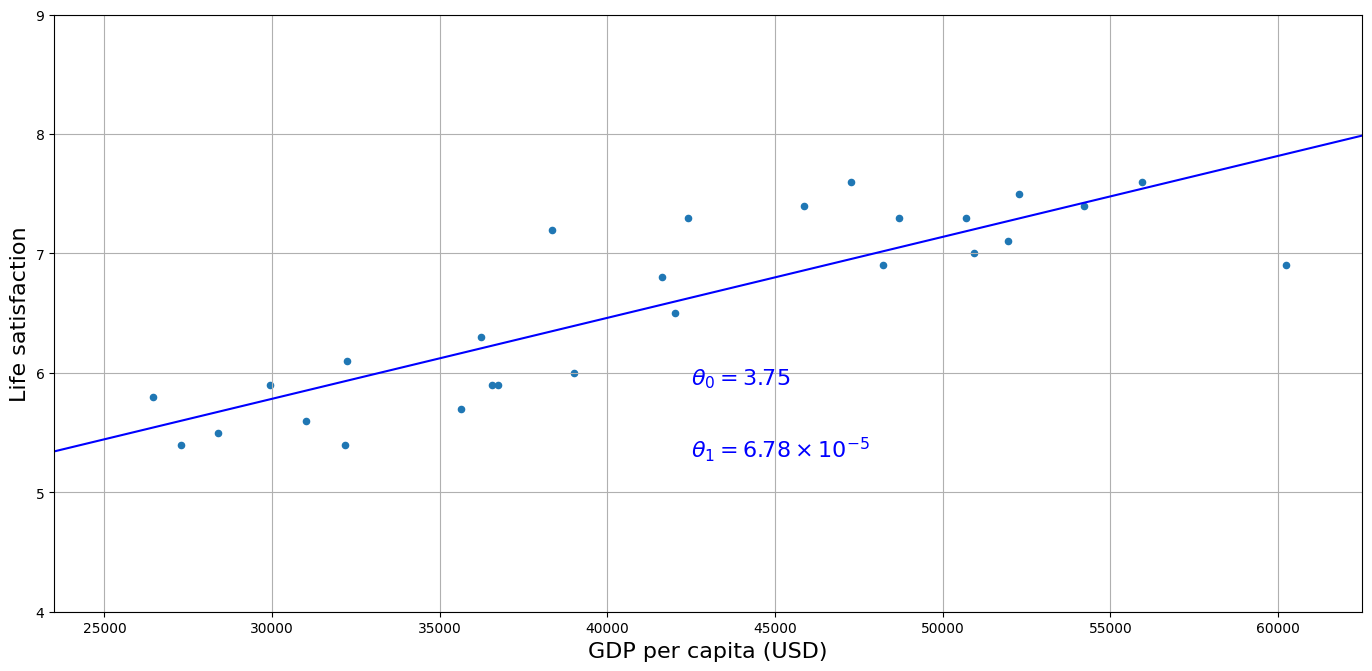 9
8
7
6
5
4
Life satisfaction
θ₀ = 3.75
θ₁ = 6.78 × 10⁻⁵
25000 30000 35000 40000 45000 50000 55000 60000
GDP per capita (USD)